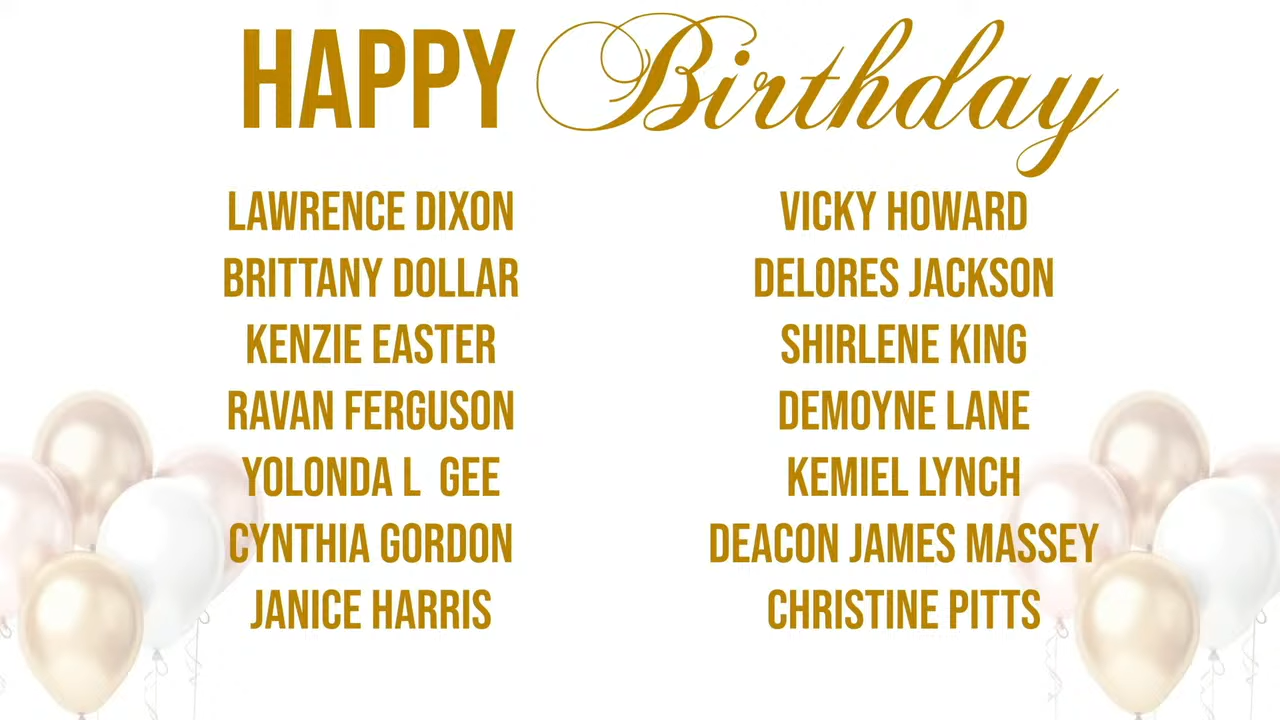 HAPPY Birthday
LAWRENCE DIXON
BRITTANY DOLLAR
KENZIE EASTER
RAVAN FERGUSON
YOLONDA L  GEE
CYNTHIA GORDON
JANICE HARRIS
VICKY HOWARD
DELORES JACKSON
SHIRLENE KING
DEMOYNE LANE
KEMIEL LYNCH
DEACON JAMES MASSEY
CHRISTINE PITTS